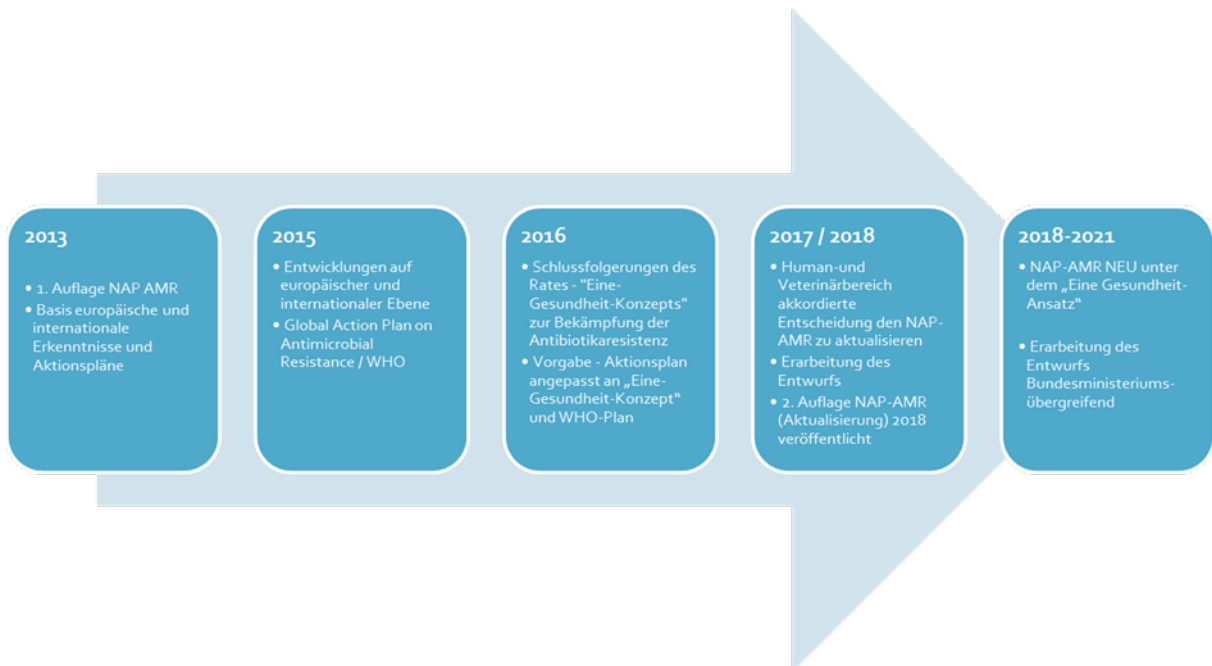 2013
• 1. Auflage NAP AMR
• Basis europäische und
internationale
Erkenntnisse und
Aktionspläne
2015
• Entwicklungen auf
europäischer und
internationaler Ebene
• Global Action Plan on
Antimicrobial
Resistance / WHO
2016
• Schlussfolgerungen des
Rates - "Eine-
Gesundheit-Konzepts"
zur Bekämpfung der
Antibiotikaresistenz
• Vorgabe - Aktionsplan
angepasst an „Eine-
Gesundheit-Konzept“
und WHO-Plan
2017 / 2018
• Human-und
Veterinärbereich
akkordierte
Entscheidung den NAP-
AMR zu aktualisieren
• Erarbeitung des
Entwurfs
• 2. Auflage NAP-AMR
(Aktualisierung) 2018
veröffentlicht
2018-2021
• NAP-AMR NEU unter
dem „Eine Gesundheit-
Ansatz“
• Erarbeitung des
Entwurfs
Bundesministeriums-
übergreifend